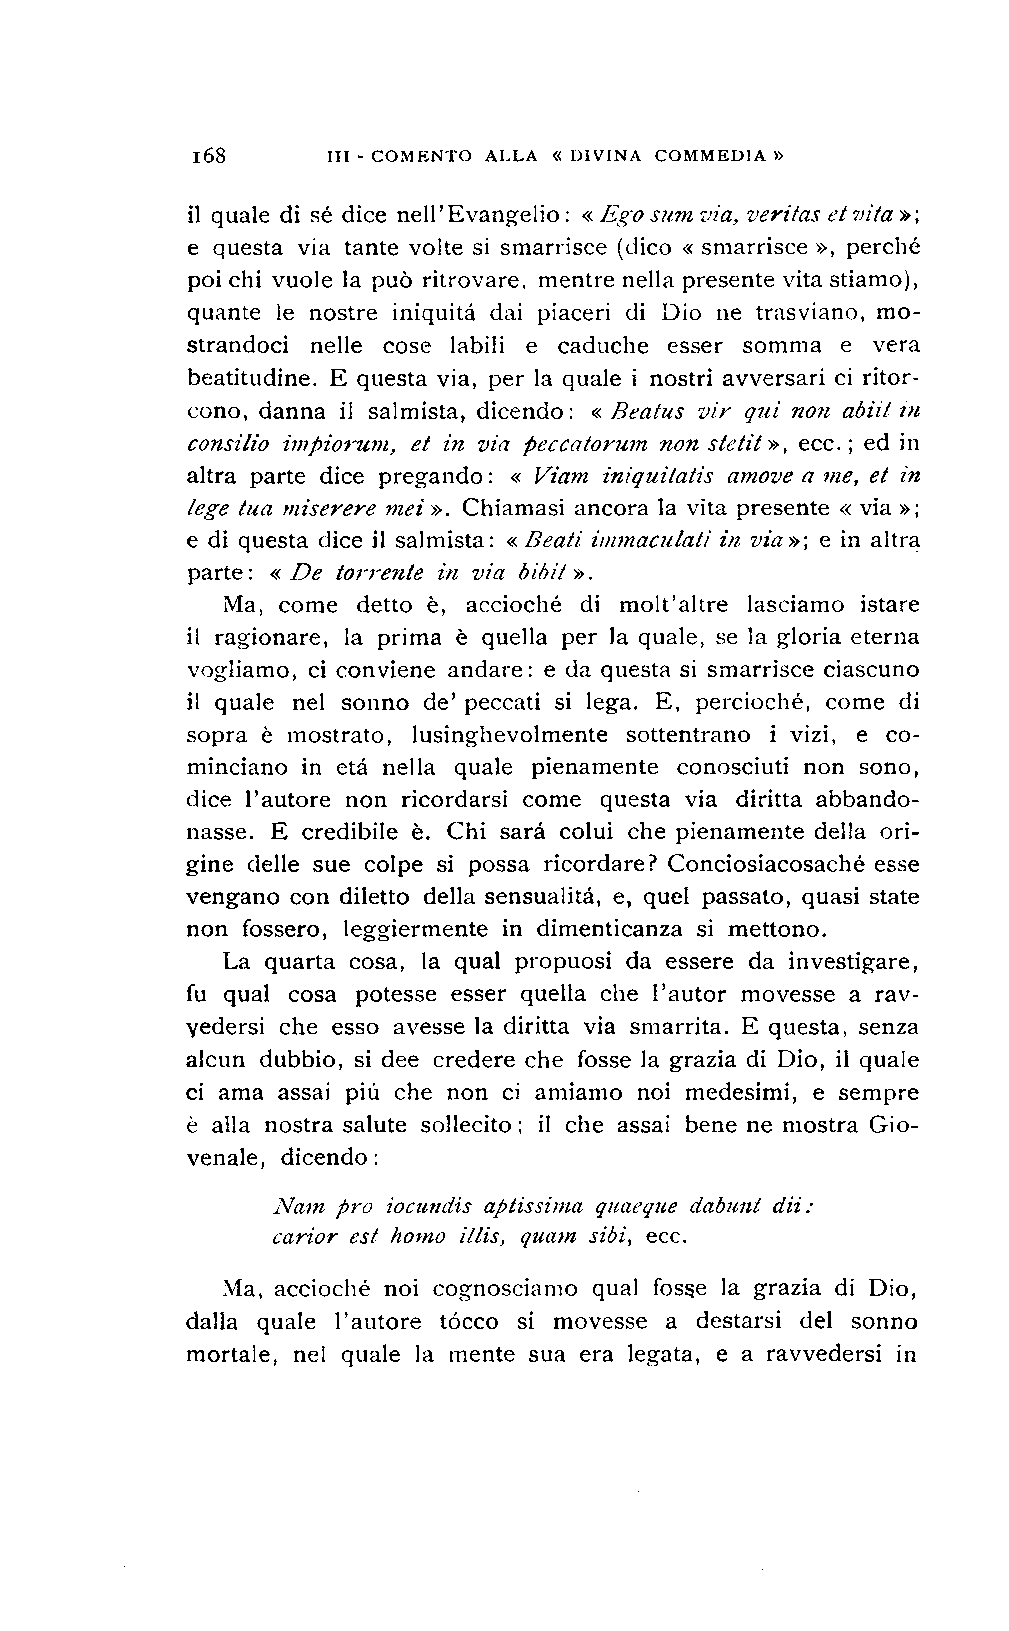 168 III - COMENTO ALLA « DIVINA COMMEDIA »
il quale di sé dice nell'Evangelio: « Ego sum via, veritas et vita »;
e questa via tante volte si smarrisce (dico « smarrisce », perché
poi chi vuole la può ritrovare, mentre nella presente vita stiamo),
quante le nostre iniquitá dai piaceri di Dio ne trasviano, mo-
strandoci nelle cose labili e caduche esser somma e vera
beatitudine. E questa via, per la quale i nostri avversari ci ritor-
cono, danna il salmista, dicendo: « Beatus vir qui non abiit in
consilio impiorum, et in via peccatorum non stetit », ecc.; ed in
altra parte dice pregando: « Viam iniquitatis amove a me, et in
lege tua miserere mei ». Chiamasi ancora la vita presente « via »;
e di questa dice il salmista: « Beati immaculati in via »; e in altra
parte: « De torrente in via bibit ».
Ma, come detto è, accioché di molt'altre lasciamo istare
il ragionare, la prima è quella per la quale, se la gloria eterna
vogliamo, ci conviene andare: e da questa si smarrisce ciascuno
il quale nel sonno de' peccati si lega. E, percioché, come di
sopra è mostrato, lusinghevolmente sottentrano i vizi, e co-
minciano in etá nella quale pienamente conosciuti non sono,
dice l'autore non ricordarsi come questa via diritta abbando-
nasse. E credibile è. Chi sará colui che pienamente della ori-
gine delle sue colpe si possa ricordare? Conciosiacosaché esse
vengano con diletto della sensualitá, e, quel passato, quasi state
non fossero, leggiermente in dimenticanza si mettono.
La quarta cosa, la qual propuosi da essere da investigare,
fu qual cosa potesse esser quella che l'autor movesse a rav-
vedersi che esso avesse la diritta via smarrita. E questa, senza
alcun dubbio, si dee credere che fosse la grazia di Dio, il quale
ci ama assai piú che non ci amiamo noi medesimi, e sempre
è alla nostra salute sollecito; il che assai bene ne mostra Gio-
venale, dicendo:
Nam pro iocundis aptissima quaeque dabunt dii:
carior est homo illis, quam sibi, ecc.
Ma, accioché noi cognosciamo qual fosse la grazia di Dio,
dalla quale l'autore tócco si movesse a destarsi del sonno
mortale, nel quale la mente sua era legata, e a ravvedersi in